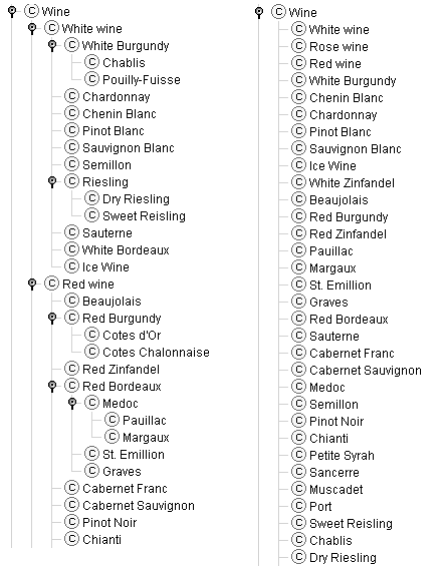 Wine
White wine
White Burgundy
Chablis
Pouilly-Fuisse
Chardonnay
Chenin Blanc
Pinot Blanc
Sauvignon Blanc
Semillon
Riesling
Dry Riesling
Sweet Reisling
Sauterne
White Bordeaux
Ice Wine
Red wine
Beaujolais
Red Burgundy
Cotes d'Or
Cotes Chalonnaise
Red Zinfandel
Red Bordeaux
Medoc
Pauillac
Margaux
St. Emillion
Graves
Cabernet Franc
Cabernet Sauvignon
Pinot Noir
Chianti
Wine
White wine
Rose wine
Red wine
White Burgundy
Chenin Blanc
Chardonnay
Pinot Blanc
Sauvignon Blanc
Ice Wine
White Zinfandel
Beaujolais
Red Burgundy
Red Zinfandel
Pauillac
Margaux
St. Emillion
Graves
Red Bordeaux
Sauterne
Cabernet Franc
Cabernet Sauvignon
Medoc
Semillon
Pinot Noir
Chianti
Petite Syrah
Sancerre
Muscadet
Port
Sweet Reisling
Chablis
Dry Riesling